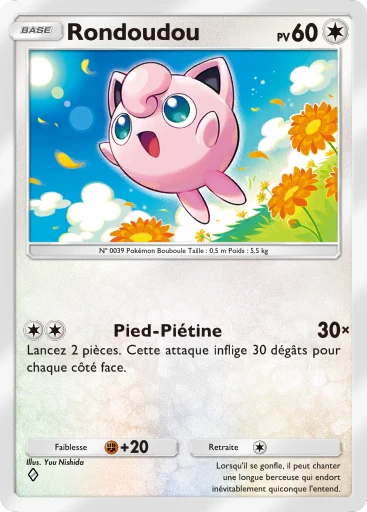 BASE Rondoudou PV 60
N° 0039 Pokémon Bouboule Taille : 0,5 m Poids : 5,5 kg
Pied-Piétine 30×
Lancez 2 pièces. Cette attaque inflige 30 dégâts pour
chaque côté face.
Faiblesse +20 Retraite
Illus. Yuu Nishida
Lorsqu'il se gonfle, il peut chanter
une longue berceuse qui endort
inévitablement quiconque l'entend.